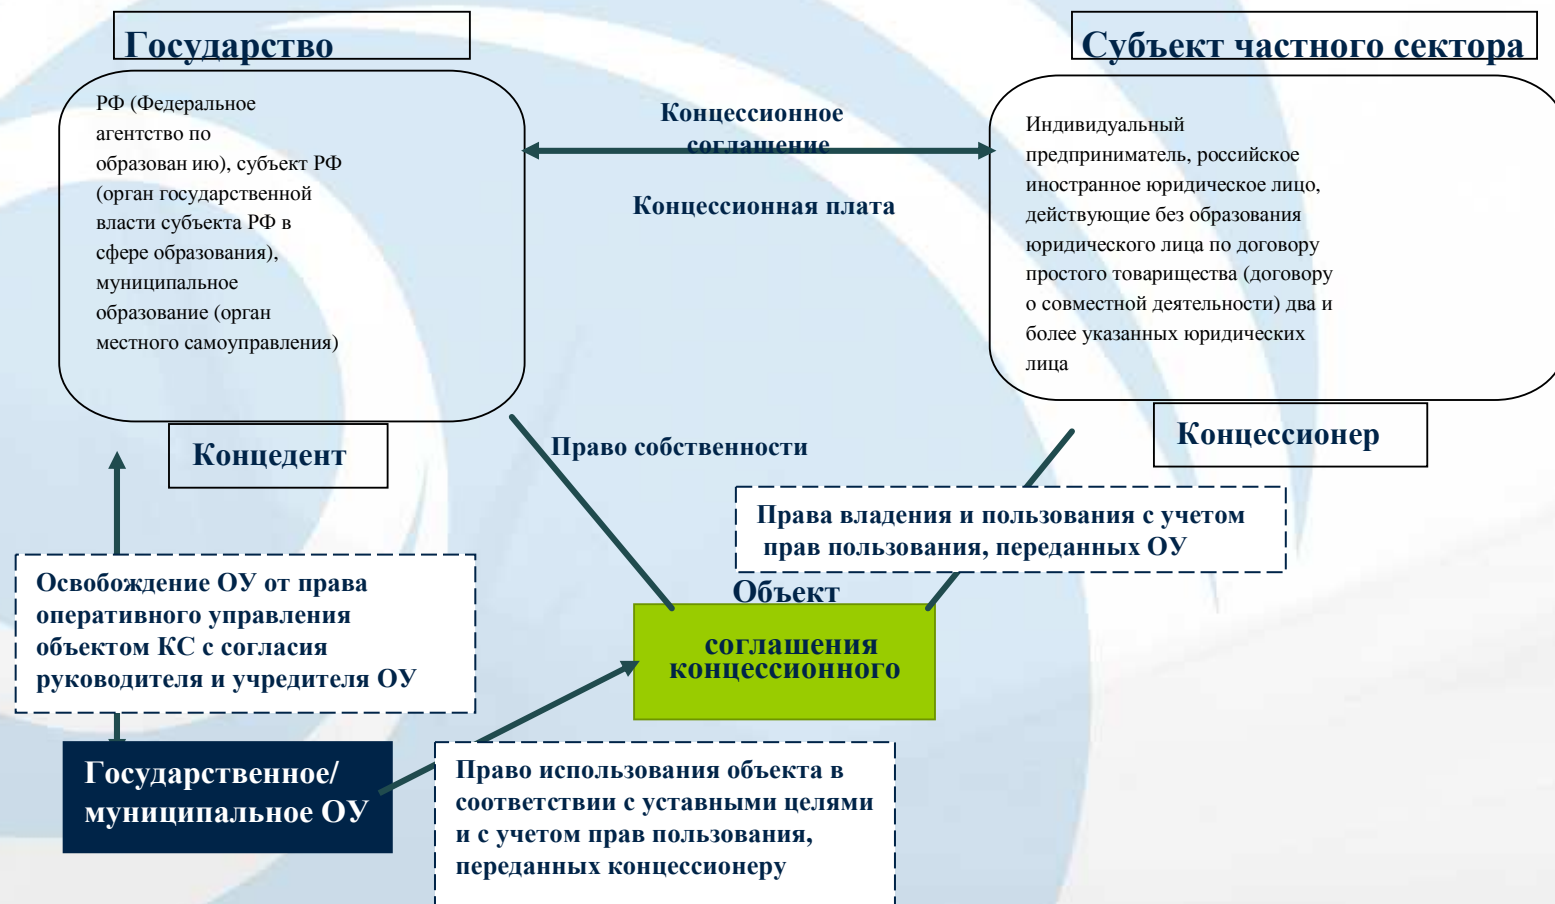 Государство
Субъект частного сектора
РФ (Федеральное
агентство по
образован ию), субъект РФ
(орган государственной
власти субъекта РФ в
сфере образования),
муниципальное
образование (орган
местного самоуправления)
Концессионное
соглашение
Концессионная плата
Индивидуальный
предприниматель, российское
иностранное юридическое лицо,
действующие без образования
юридического лица по договору
простого товарищества (договору
о совместной деятельности) два и
более указанных юридических
лица
Концедент
Концессионер
Право собственности
Права владения и пользования с учетом
прав пользования, переданных ОУ
Освобождение ОУ от права
оперативного управления
объектом КС с согласия
руководителя и учредителя ОУ
Объект
соглашения
концессионного
Государственное/
муниципальное ОУ
Право использования объекта в
соответствии с уставными целями
и с учетом прав пользования,
переданных концессионеру